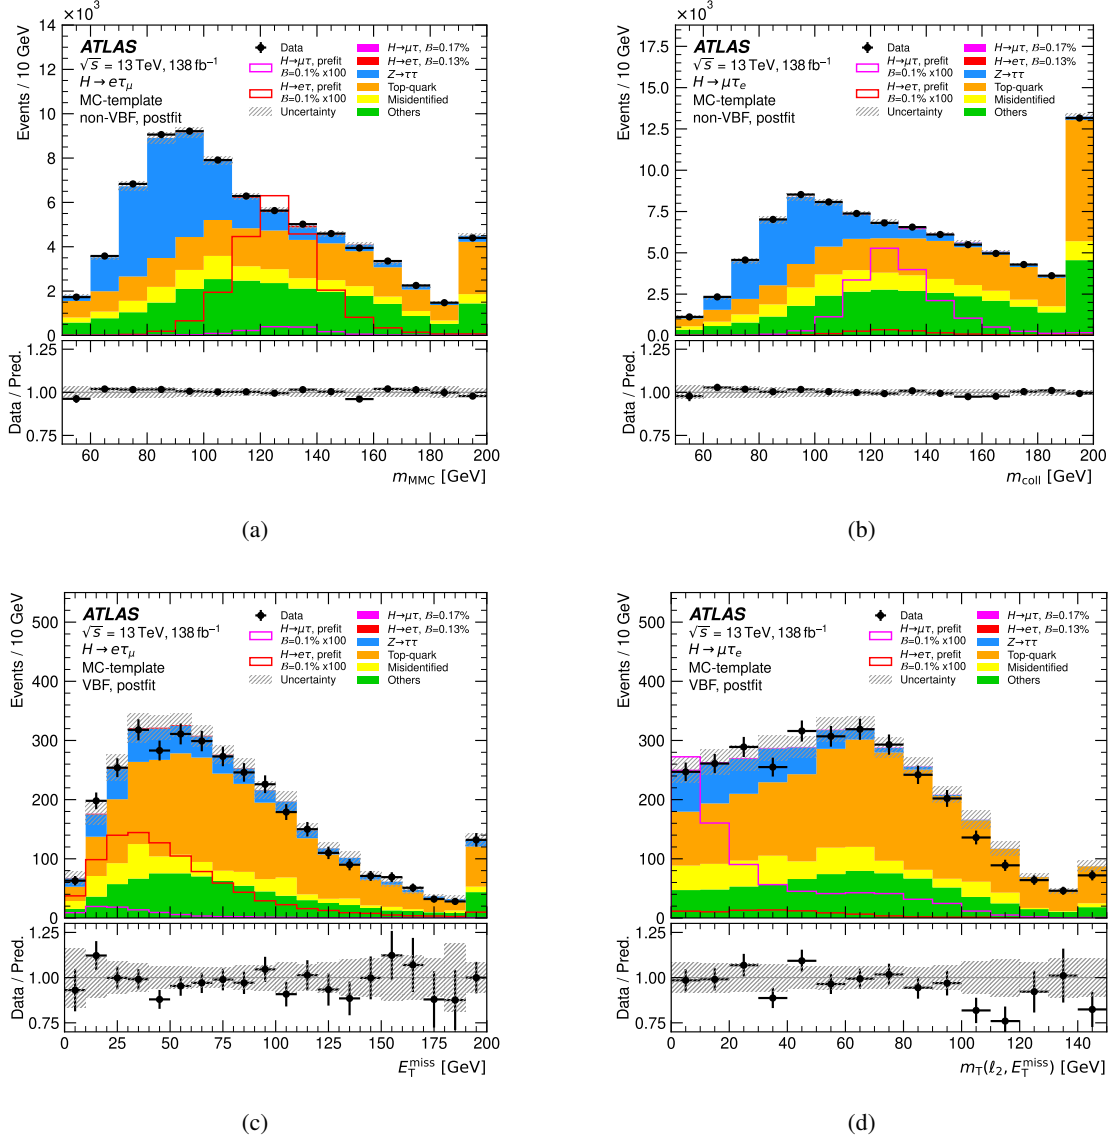 ×10³
Events / 10 GeV
14
12
10
8
6
4
2
0
ATLAS
√s = 13 TeV, 138 fb⁻¹
H→eτμ
MC-template
non-VBF, postfit
Data
H→μτ, prefit
B=0.1% x100
H→eτ, prefit
B=0.1% x100
Uncertainty
H→μτ, B=0.17%
H→eτ, B=0.13%
Z→ττ
Top-quark
Misidentified
Others
Data / Pred.
1.25
1.00
0.75
60 80 100 120 140 160 180 200
m_MMC [GeV]
(a)
×10³
Events / 10 GeV
17.5
15.0
12.5
10.0
7.5
5.0
2.5
0.0
ATLAS
√s = 13 TeV, 138 fb⁻¹
H→μτe
MC-template
non-VBF, postfit
Data
H→μτ, prefit
B=0.1% x100
H→eτ, prefit
B=0.1% x100
Uncertainty
H→μτ, B=0.17%
H→eτ, B=0.13%
Z→ττ
Top-quark
Misidentified
Others
Data / Pred.
1.25
1.00
0.75
60 80 100 120 140 160 180 200
m_coll [GeV]
(b)
Events / 10 GeV
500
400
300
200
100
0
ATLAS
√s = 13 TeV, 138 fb⁻¹
H→eτμ
MC-template
VBF, postfit
Data
H→μτ, prefit
B=0.1% x100
H→eτ, prefit
B=0.1% x100
Uncertainty
H→μτ, B=0.17%
H→eτ, B=0.13%
Z→ττ
Top-quark
Misidentified
Others
Data / Pred.
1.25
1.00
0.75
0 25 50 75 100 125 150 175 200
E_T^miss [GeV]
(c)
Events / 10 GeV
500
400
300
200
100
0
ATLAS
√s = 13 TeV, 138 fb⁻¹
H→μτe
MC-template
VBF, postfit
Data
H→μτ, prefit
B=0.1% x100
H→eτ, prefit
B=0.1% x100
Uncertainty
H→μτ, B=0.17%
H→eτ, B=0.13%
Z→ττ
Top-quark
Misidentified
Others
Data / Pred.
1.25
1.00
0.75
0 20 40 60 80 100 120 140
m_T(ℓ₂, E_T^miss) [GeV]
(d)